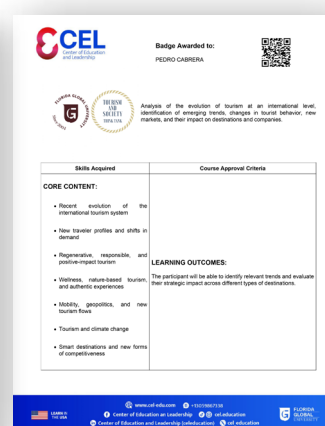 CEL
Center of Education
and Leadership
Badge Awarded to:
PEDRO CABRERA
FLORIDA GLOBAL UNIVERSITY
G
TOURISM
AND
SOCIETY
THINK TANK
Analysis of the evolution of tourism at an international level,
identification of emerging trends, changes in tourist behavior, new
markets, and their impact on destinations and companies.
Skills Acquired
Course Approval Criteria
CORE CONTENT:
• Recent evolution of the
international tourism system
• New traveler profiles and shifts in
demand
• Regenerative, responsible, and
positive-impact tourism
• Wellness, nature-based tourism,
and authentic experiences
• Mobility, geopolitics, and new
tourism flows
• Tourism and climate change
• Smart destinations and new forms
of competitiveness
LEARNING OUTCOMES:
The participant will be able to identify relevant trends and evaluate
their strategic impact across different types of destinations.
LEARN IN
THE USA
www.cel-edu.com
Center of Education an Leadership
cel.education
Center of Education and Leadership (celeducation)
cel education
G
FLORIDA
GLOBAL
UNIVERSITY